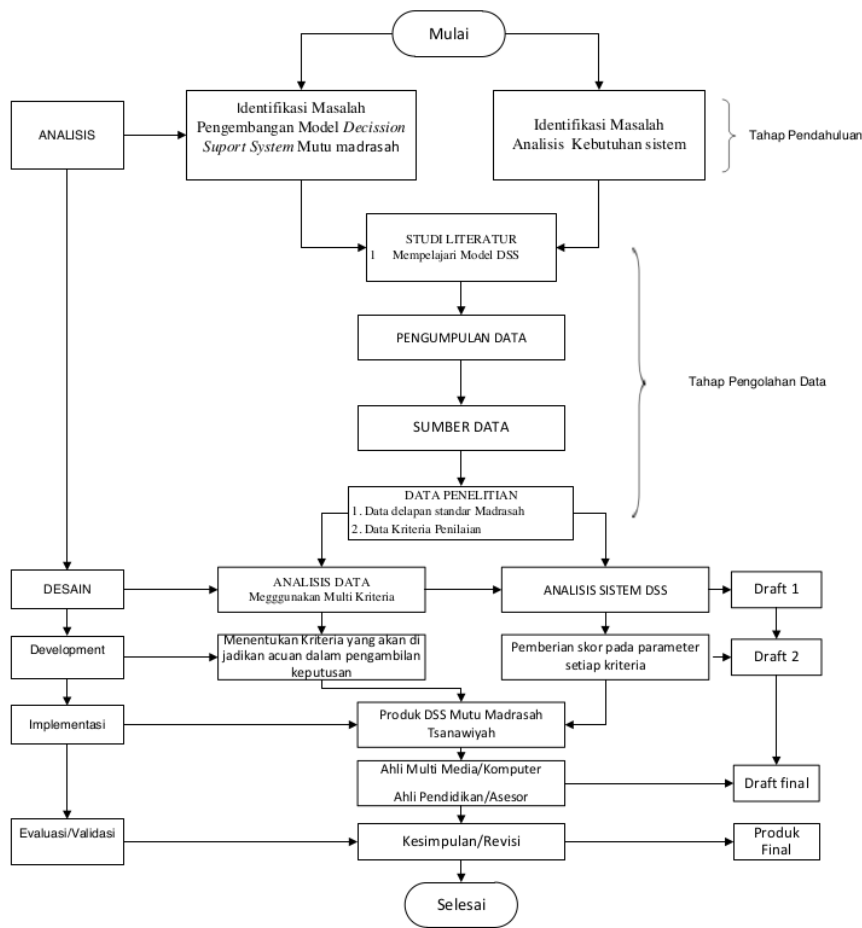 Mulai
ANALISIS
Identifikasi Masalah
Pengembangan Model Decission
Suport System Mutu madrasah
Identifikasi Masalah
Analisis Kebutuhan sistem
Tahap Pendahuluan
STUDI LITERATUR
1 Mempelajari Model DSS
PENGUMPULAN DATA
Tahap Pengolahan Data
SUMBER DATA
DATA PENELITIAN
1. Data delapan standar Madrasah
2. Data Kriteria Penilaian
DESAIN
ANALISIS DATA
Megggunakan Multi Kriteria
ANALISIS SISTEM DSS
Draft 1
Development
Menentukan Kriteria yang akan di
jadikan acuan dalam pengambilan
keputusan
Pemberian skor pada parameter
setiap kriteria
Draft 2
Implementasi
Produk DSS Mutu Madrasah
Tsanawiyah
Ahli Multi Media/Komputer
Ahli Pendidikan/Asesor
Draft final
Evaluasi/Validasi
Kesimpulan/Revisi
Produk
Final
Selesai